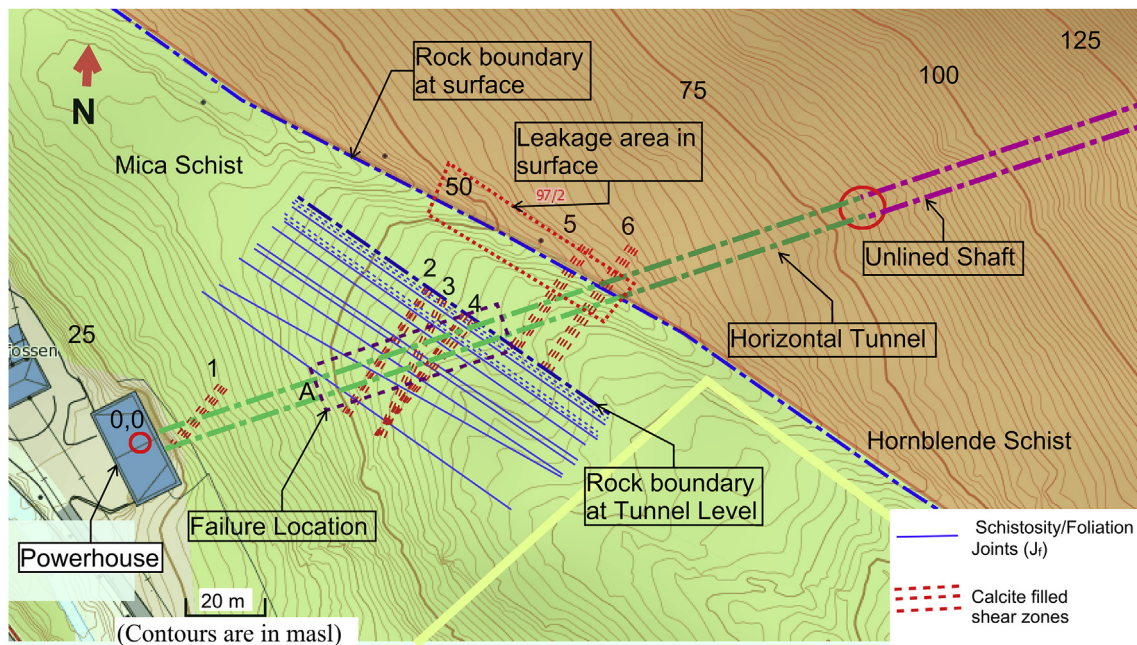 125
100
75
Rock boundary
at surface
N
Leakage area in
surface
Mica Schist
50
97/2
5
6
Unlined Shaft
2
3
4
Horizontal Tunnel
25
fossen
1
A
0,0
Hornblende Schist
Rock boundary
at Tunnel Level
Failure Location
Powerhouse
20 m
(Contours are in masl)
Schistosity/Foliation
Joints (Jf)
Calcite filled
shear zones